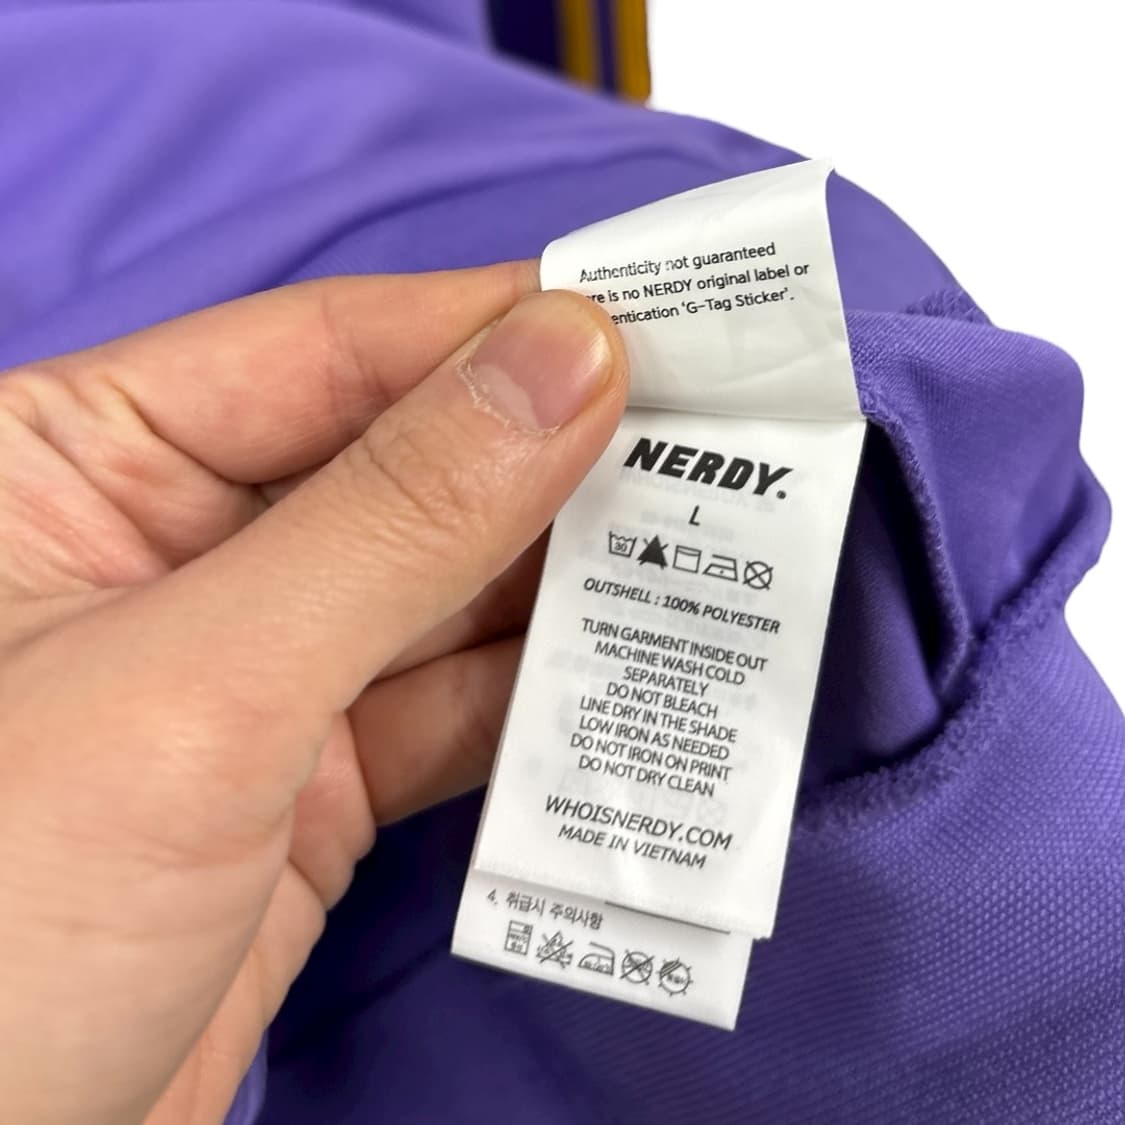 Authenticity not guaranteed
is no NERDY original label or
'G-Tag Sticker'.
NERDY.
L
30
OUTSHELL : 100% POLYESTER
TURN GARMENT INSIDE OUT
MACHINE WASH COLD
SEPARATELY
DO NOT BLEACH
LINE DRY IN THE SHADE
LOW IRON AS NEEDED
DO NOT IRON ON PRINT
DO NOT DRY CLEAN
WHOISNERDY.COM
MADE IN VIETNAM
4. 취급시 주의사항